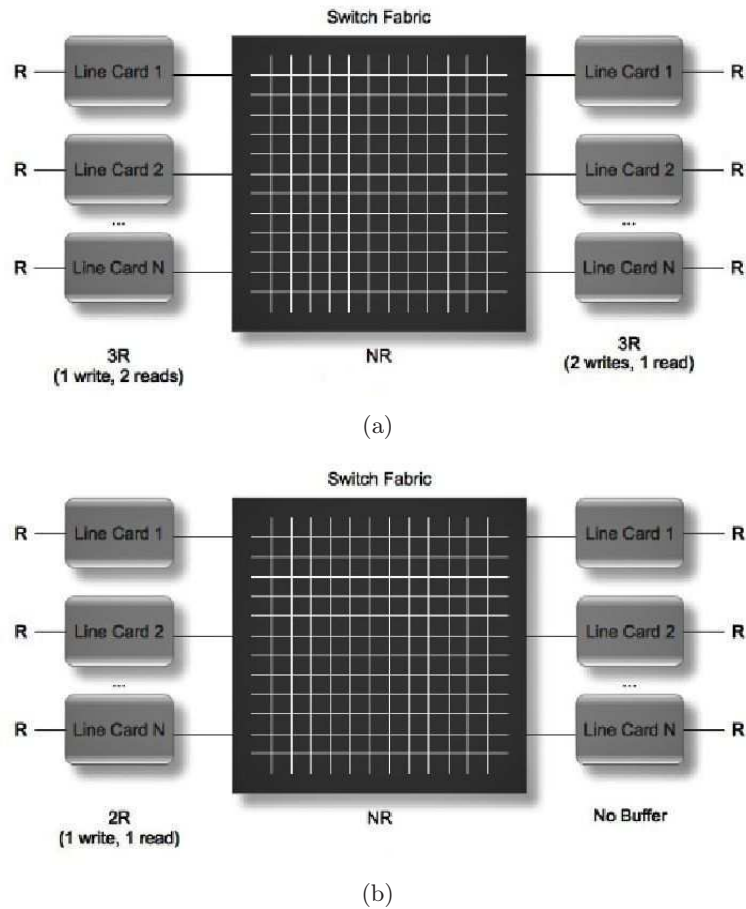 Switch Fabric
R Line Card 1 Line Card 1 R
R Line Card 2 Line Card 2 R
... ...
R Line Card N Line Card N R
3R NR 3R
(1 write, 2 reads) (2 writes, 1 read)
(a)
Switch Fabric
R Line Card 1 Line Card 1 R
R Line Card 2 Line Card 2 R
... ...
R Line Card N Line Card N R
2R NR No Buffer
(1 write, 1 read)
(b)